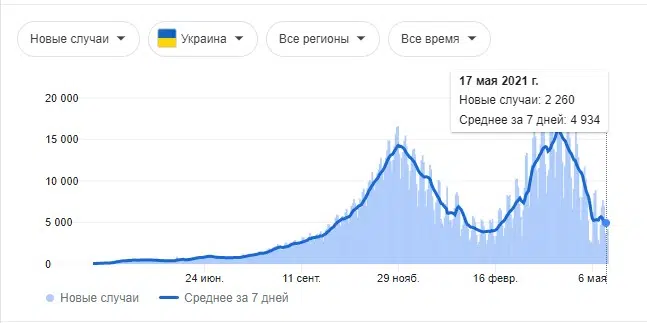 Новые случаи Украина Все регионы Все время
17 мая 2021 г.
Новые случаи: 2 260
Среднее за 7 дней: 4 934
20 000
15 000
10 000
5 000
0
24 июн. 11 сент. 29 нояб. 16 февр. 6 мая
Новые случаи Среднее за 7 дней